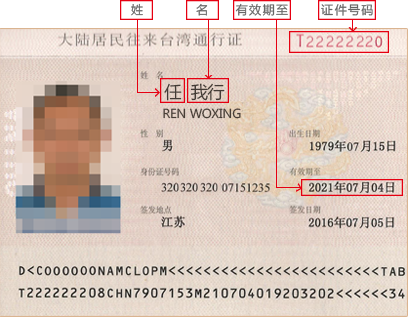 姓 名 有效期至 证件号码
大陆居民往来台湾通行证 T22222220
姓名
任 我行
REN WOXING
性别 出生日期
男 1979年07月15日
身份证号码 有效期至
320320 320 07151235 2021年07月04日
签发地点 签发日期
江苏 2016年07月05日
D<COOOOOONAMCLOPM<<<<<<<<<<<<<<<<<<<<<<<<TAB
T222222208CHN7907153M210704019203202<<<<<<34